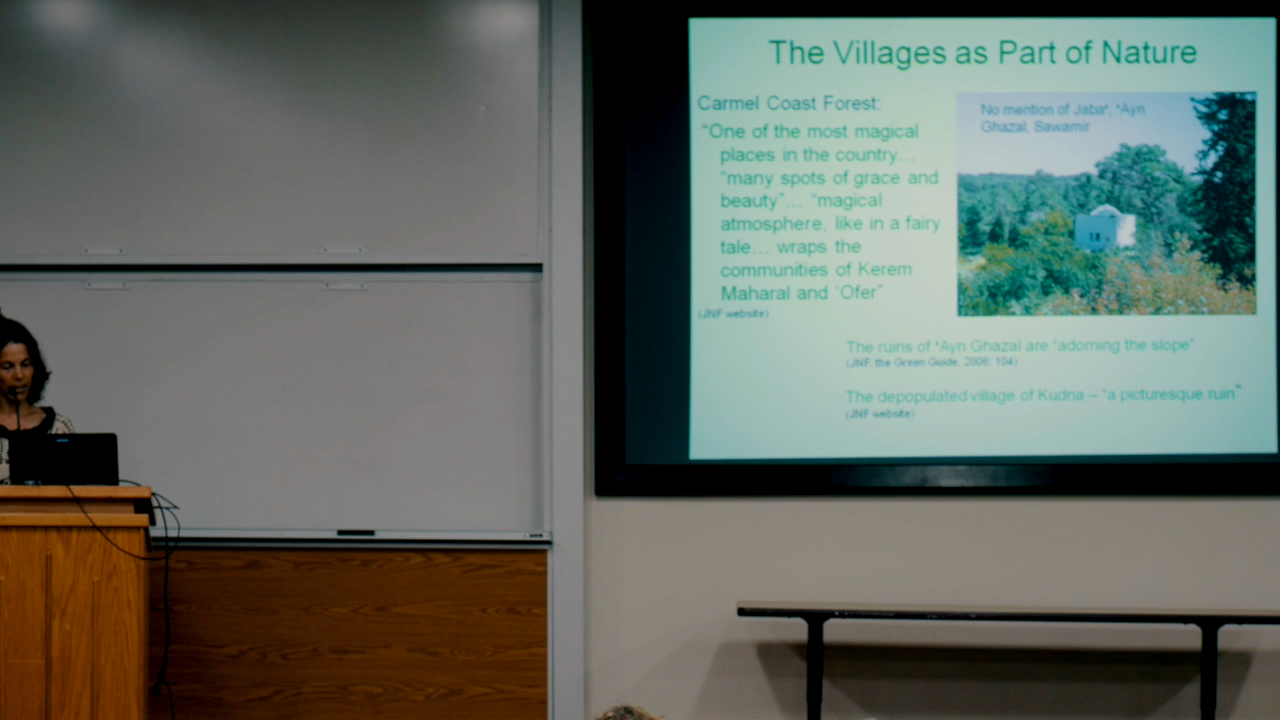 The Villages as Part of Nature
Carmel Coast Forest:
"One of the most magical
places in the country...
"many spots of grace and
beauty"... "magical
atmosphere, like in a fairy
tale... wraps the
communities of Kerem
Maharal and 'Ofer"
(JNF website)
No mention of Jaba', 'Ayn
Ghazal, Sawamir
The ruins of 'Ayn Ghazal are "adorning the slope"
(JNF, the Green Guide, 2006: 104)
The depopulated village of Kudna – "a picturesque ruin"
(JNF website)